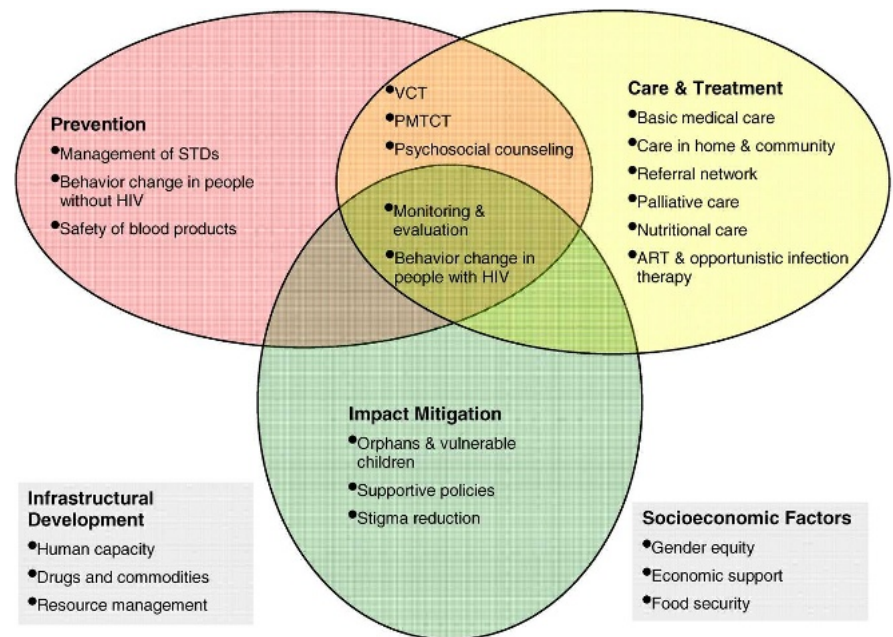 Prevention
●Management of STDs
●Behavior change in people
without HIV
●Safety of blood products
●VCT
●PMTCT
●Psychosocial counseling
●Monitoring &
evaluation
●Behavior change in
people with HIV
Care & Treatment
●Basic medical care
●Care in home & community
●Referral network
●Palliative care
●Nutritional care
●ART & opportunistic infection
therapy
Impact Mitigation
●Orphans & vulnerable
children
●Supportive policies
●Stigma reduction
Infrastructural
Development
●Human capacity
●Drugs and commodities
●Resource management
Socioeconomic Factors
●Gender equity
●Economic support
●Food security